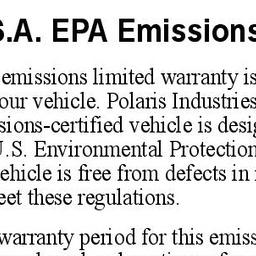 S.A. EPA Emissions
emissions limited warranty is
our vehicle. Polaris Industries
sions-certified vehicle is desig
U.S. Environmental Protection
ehicle is free from defects in
eet these regulations.
warranty period for this emiss